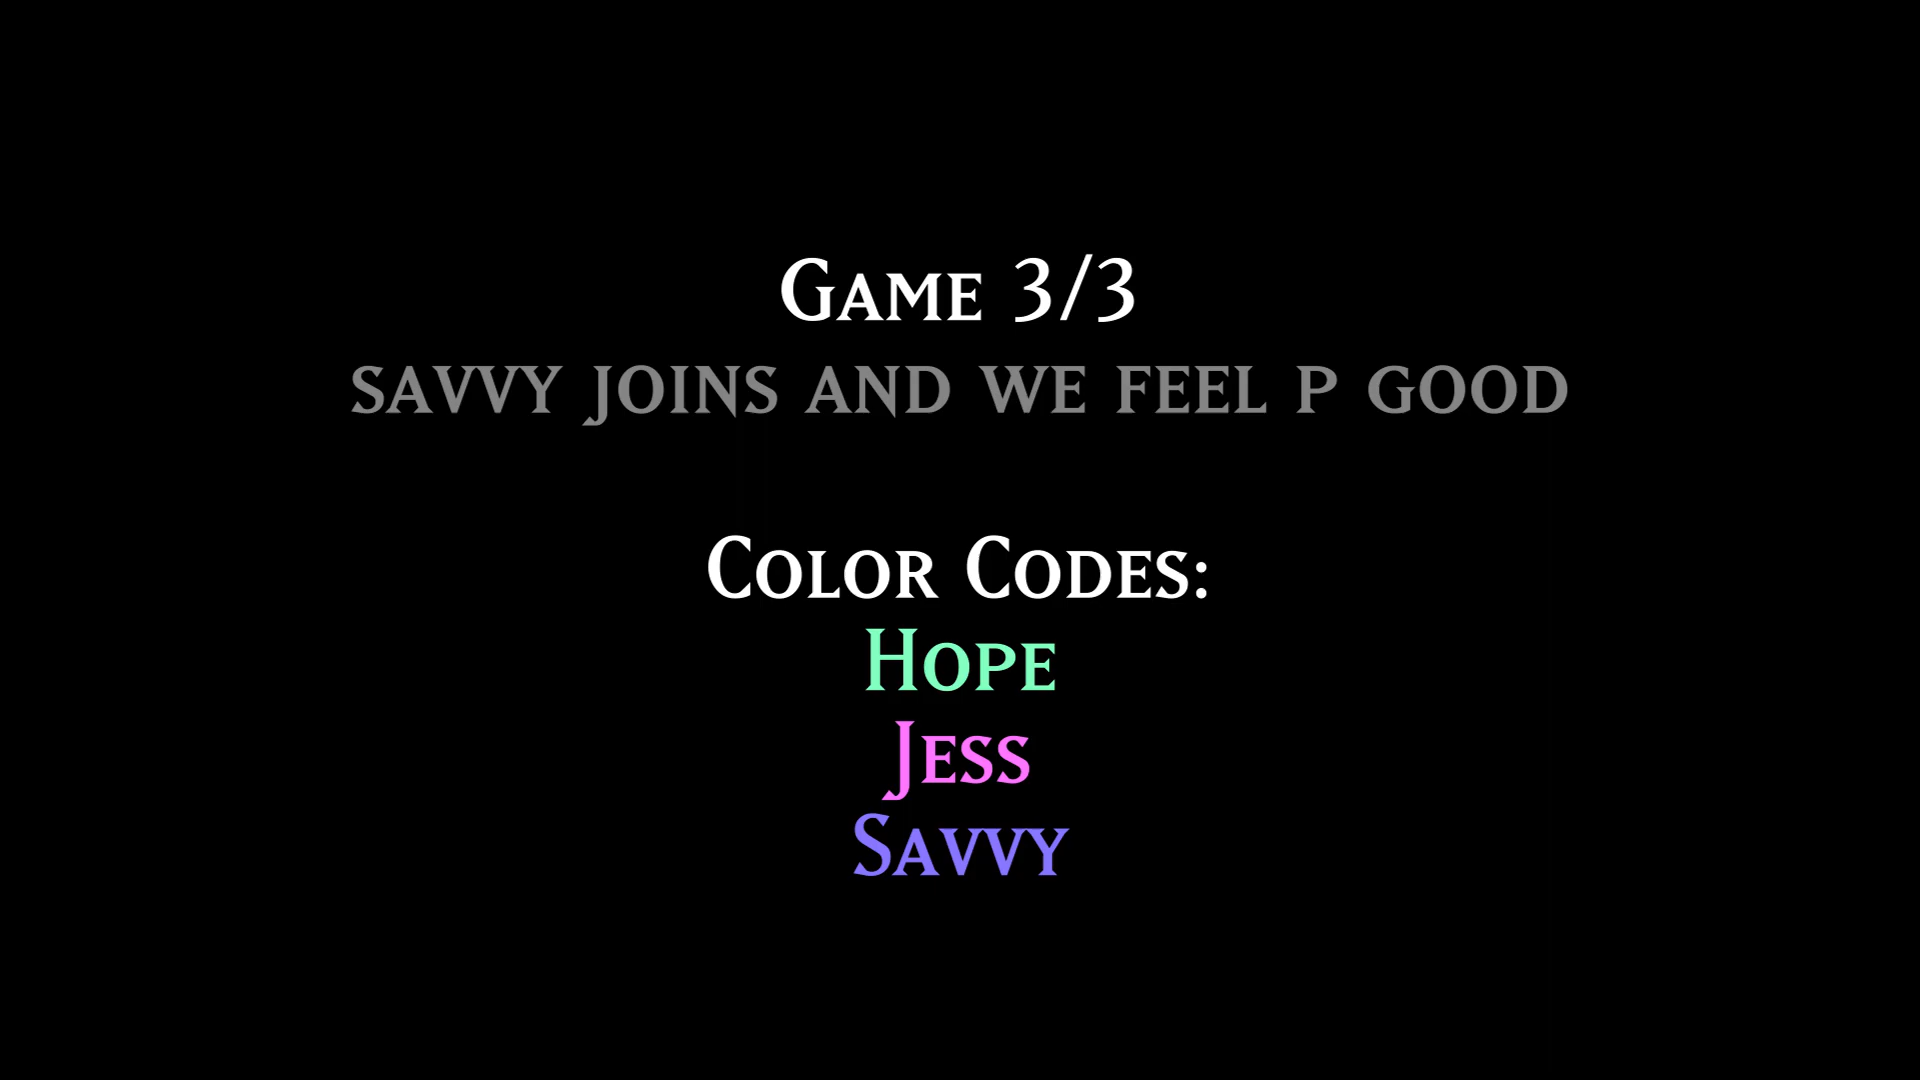 Game 3/3
savvy joins and we feel p good
Color Codes:
Hope
Jess
Savvy